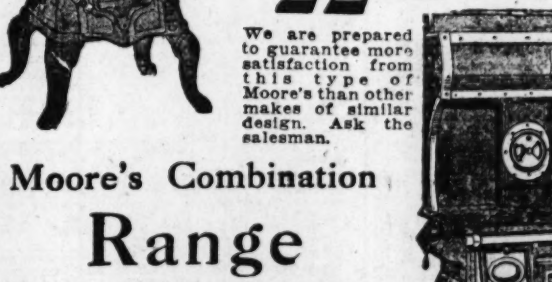 We are prepared
to guarantee more
satisfaction from
this type of
Moore's than other
makes of similar
design. Ask the
salesman.
Moore's Combination
Range